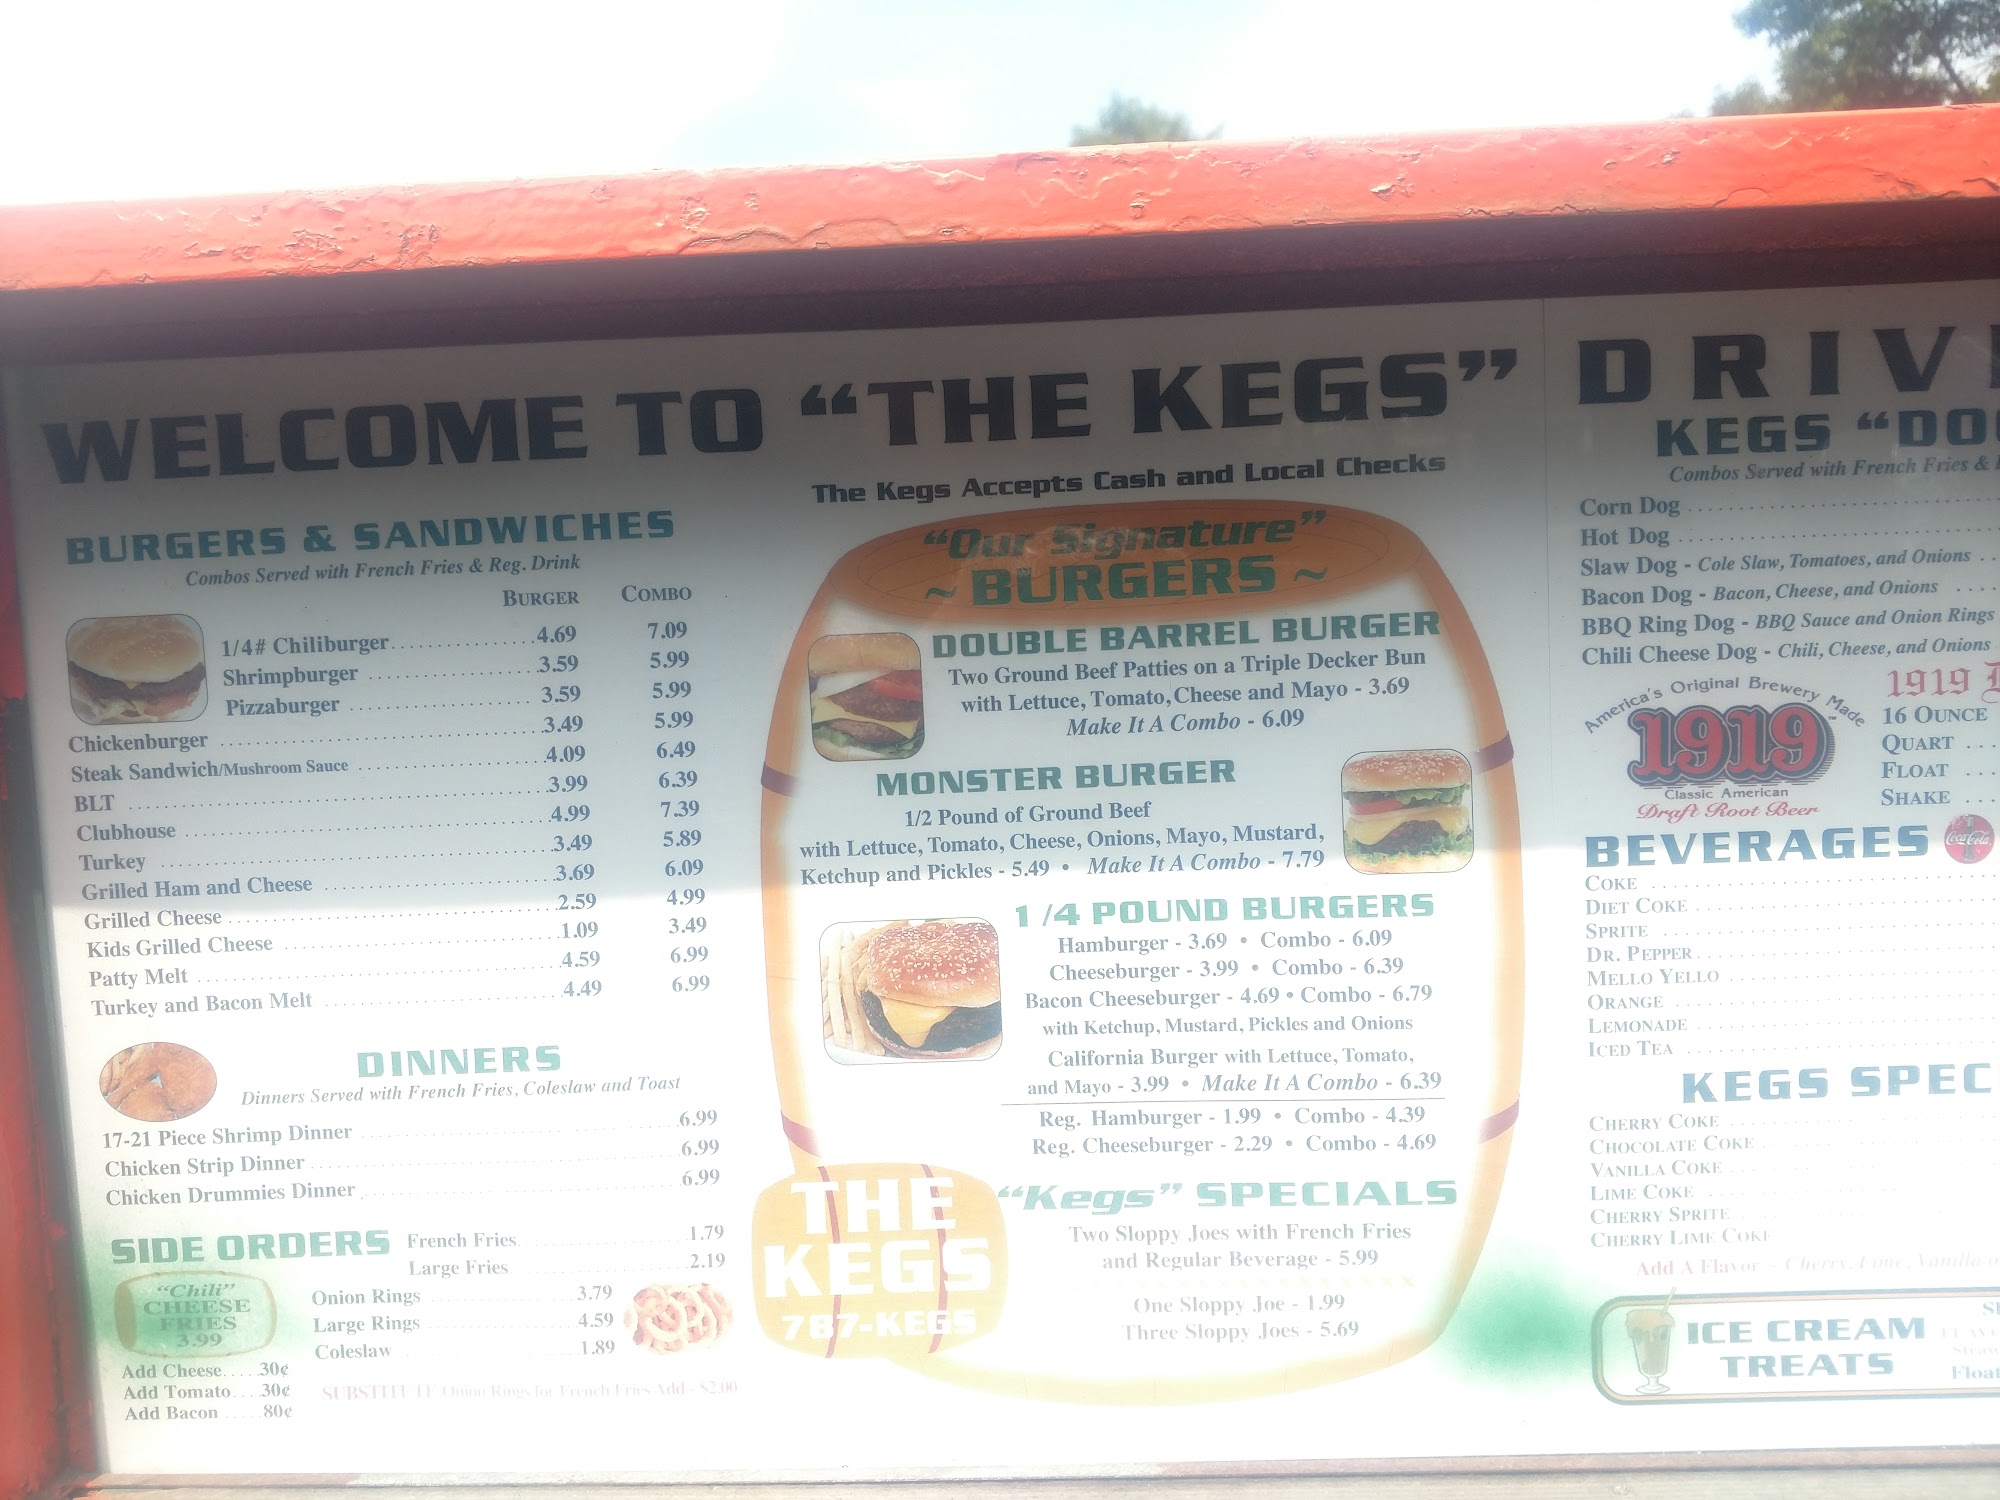 WELCOME TO “THE KEGS”
The Kegs Accepts Cash and Local Checks
BURGERS & SANDWICHES
Combos Served with French Fries & Reg. Drink
BURGER COMBO
1/4# Chiliburger 4.69 7.09
Shrimpburger 3.59 5.99
Pizzaburger 3.59 5.99
Chickenburger 3.49 5.99
Steak Sandwich/Mushroom Sauce 4.09 6.49
BLT 3.99 6.39
Clubhouse 4.99 7.39
Turkey 3.49 5.89
Grilled Ham and Cheese 3.69 6.09
Grilled Cheese 2.59 4.99
Kids Grilled Cheese 1.09 3.49
Patty Melt 4.59 6.99
Turkey and Bacon Melt 4.49 6.99
DINNERS
Dinners Served with French Fries, Coleslaw and Toast
17-21 Piece Shrimp Dinner 6.99
Chicken Strip Dinner 6.99
Chicken Drummies Dinner 6.99
SIDE ORDERS
French Fries 1.79
Large Fries 2.19
Onion Rings 3.79
Large Rings 4.59
Coleslaw 1.89
“Chili”
CHEESE
FRIES
3.99
Add Cheese 30¢
Add Tomato 30¢
Add Bacon 80¢
SUBSTITUTE Onion Rings for French Fries Add - $2.00
“Our Signature”
~ BURGERS ~
DOUBLE BARREL BURGER
Two Ground Beef Patties on a Triple Decker Bun
with Lettuce, Tomato, Cheese and Mayo - 3.69
Make It A Combo - 6.09
MONSTER BURGER
1/2 Pound of Ground Beef
with Lettuce, Tomato, Cheese, Onions, Mayo, Mustard,
Ketchup and Pickles - 5.49 • Make It A Combo - 7.79
1/4 POUND BURGERS
Hamburger - 3.69 • Combo - 6.09
Cheeseburger - 3.99 • Combo - 6.39
Bacon Cheeseburger - 4.69 • Combo - 6.79
with Ketchup, Mustard, Pickles and Onions
California Burger with Lettuce, Tomato,
and Mayo - 3.99 • Make It A Combo - 6.39
Reg. Hamburger - 1.99 • Combo - 4.39
Reg. Cheeseburger - 2.29 • Combo - 4.69
THE
KEGS
787-KEGS
“Kegs” SPECIALS
Two Sloppy Joes with French Fries
and Regular Beverage - 5.99
One Sloppy Joe - 1.99
Three Sloppy Joes - 5.69
DRIV
KEGS “DO
Combos Served with French Fries &
Corn Dog
Hot Dog
Slaw Dog - Cole Slaw, Tomatoes, and Onions
Bacon Dog - Bacon, Cheese, and Onions
BBQ Ring Dog - BBQ Sauce and Onion Rings
Chili Cheese Dog - Chili, Cheese, and Onions
America's Original Brewery Made
1919
Classic American
Draft Root Beer
1919
16 OUNCE
QUART
FLOAT
SHAKE
BEVERAGES
Coca-Cola
COKE
DIET COKE
SPRITE
DR. PEPPER
MELLO YELLO
ORANGE
LEMONADE
ICED TEA
KEGS SPEC
CHERRY COKE
CHOCOLATE COKE
VANILLA COKE
LIME COKE
CHERRY SPRITE
CHERRY LIME COKE
Add A Flavor - Cherry, Lime, Vanilla
ICE CREAM
TREATS
Float